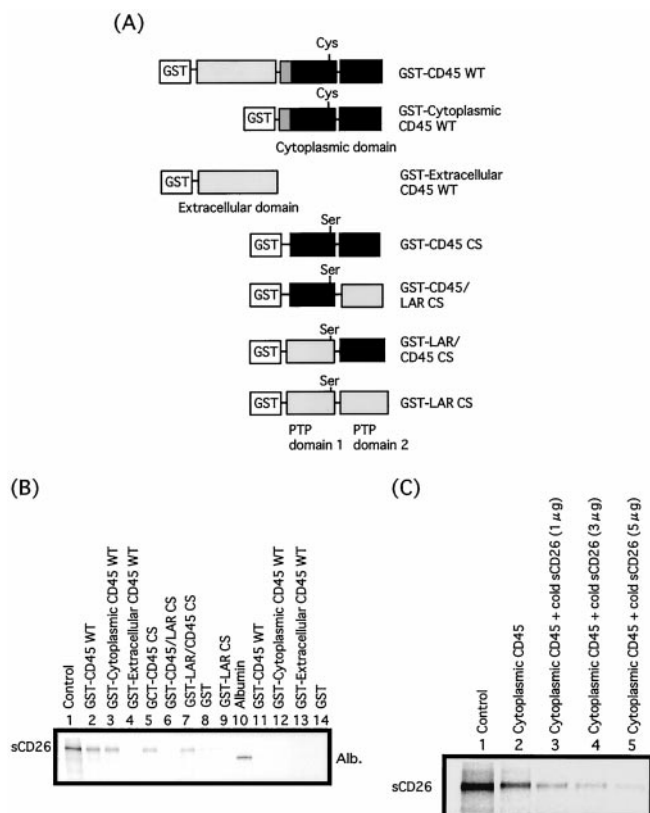 (A)
Cys
GST
GST-CD45 WT
Cys
GST
GST-Cytoplasmic
CD45 WT
Cytoplasmic domain
GST
GST-Extracellular
CD45 WT
Extracellular domain
Ser
GST
GST-CD45 CS
Ser
GST
GST-CD45/
LAR CS
Ser
GST
GST-LAR/
CD45 CS
Ser
GST
GST-LAR CS
PTP
domain 1
PTP
domain 2
(B)
Control
GST-CD45 WT
GST-Cytoplasmic CD45 WT
GST-Extracellular CD45 WT
GCT-CD45 CS
GST-CD45/LAR CS
GST-LAR/CD45 CS
GST
GST-LAR CS
Albumin
GST-CD45 WT
GST-Cytoplasmic CD45 WT
GST-Extracellular CD45 WT
GST
1 2 3 4 5 6 7 8 9 10 11 12 13 14
sCD26
Alb.
(C)
Control
Cytoplasmic CD45
Cytoplasmic CD45 + cold sCD26 (1 μg)
Cytoplasmic CD45 + cold sCD26 (3 μg)
Cytoplasmic CD45 + cold sCD26 (5 μg)
1 2 3 4 5
sCD26